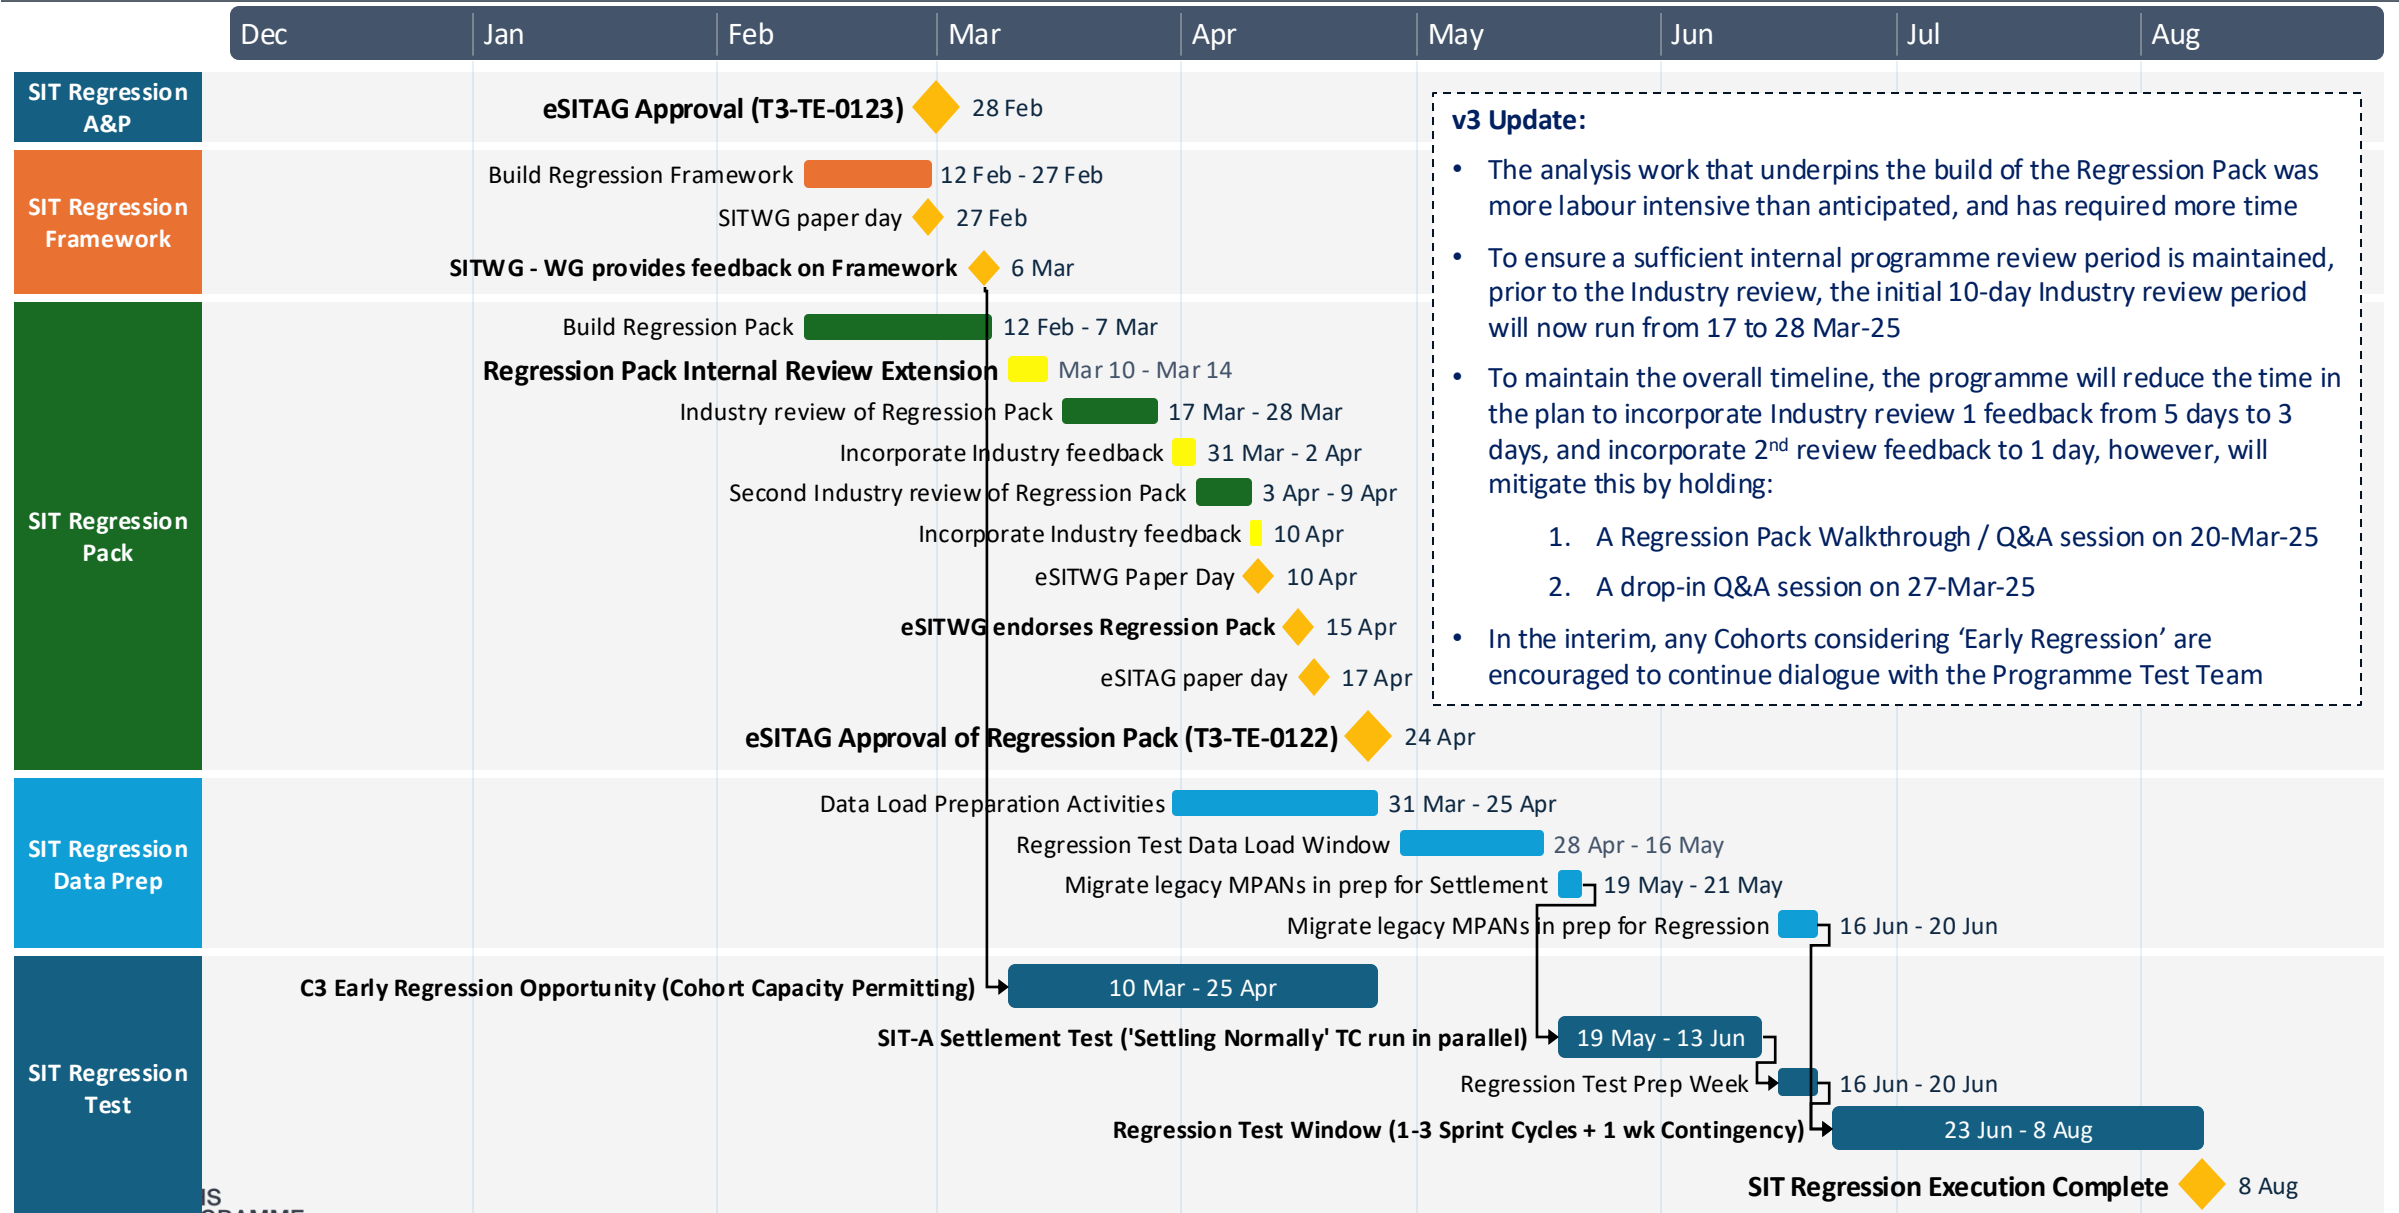 Dec Jan Feb Mar Apr May Jun Jul Aug
SIT Regression
A&P
eSITAG Approval (T3-TE-0123) 28 Feb
SIT Regression
Framework
Build Regression Framework 12 Feb - 27 Feb
SITWG paper day 27 Feb
SITWG - WG provides feedback on Framework 6 Mar
SIT Regression
Pack
Build Regression Pack 12 Feb - 7 Mar
Regression Pack Internal Review Extension Mar 10 - Mar 14
Industry review of Regression Pack 17 Mar - 28 Mar
Incorporate Industry feedback 31 Mar - 2 Apr
Second Industry review of Regression Pack 3 Apr - 9 Apr
Incorporate Industry feedback 10 Apr
eSITWG Paper Day 10 Apr
eSITWG endorses Regression Pack 15 Apr
eSITAG paper day 17 Apr
eSITAG Approval of Regression Pack (T3-TE-0122) 24 Apr
v3 Update:
• The analysis work that underpins the build of the Regression Pack was
more labour intensive than anticipated, and has required more time
• To ensure a sufficient internal programme review period is maintained,
prior to the Industry review, the initial 10-day Industry review period
will now run from 17 to 28 Mar-25
• To maintain the overall timeline, the programme will reduce the time in
the plan to incorporate Industry review 1 feedback from 5 days to 3
days, and incorporate 2nd review feedback to 1 day, however, will
mitigate this by holding:
1. A Regression Pack Walkthrough / Q&A session on 20-Mar-25
2. A drop-in Q&A session on 27-Mar-25
• In the interim, any Cohorts considering ‘Early Regression’ are
encouraged to continue dialogue with the Programme Test Team
SIT Regression
Data Prep
Data Load Preparation Activities 31 Mar - 25 Apr
Regression Test Data Load Window 28 Apr - 16 May
Migrate legacy MPANs in prep for Settlement 19 May - 21 May
Migrate legacy MPANs in prep for Regression 16 Jun - 20 Jun
SIT Regression
Test
C3 Early Regression Opportunity (Cohort Capacity Permitting) 10 Mar - 25 Apr
SIT-A Settlement Test ('Settling Normally' TC run in parallel) 19 May - 13 Jun
Regression Test Prep Week 16 Jun - 20 Jun
Regression Test Window (1-3 Sprint Cycles + 1 wk Contingency) 23 Jun - 8 Aug
SIT Regression Execution Complete 8 Aug